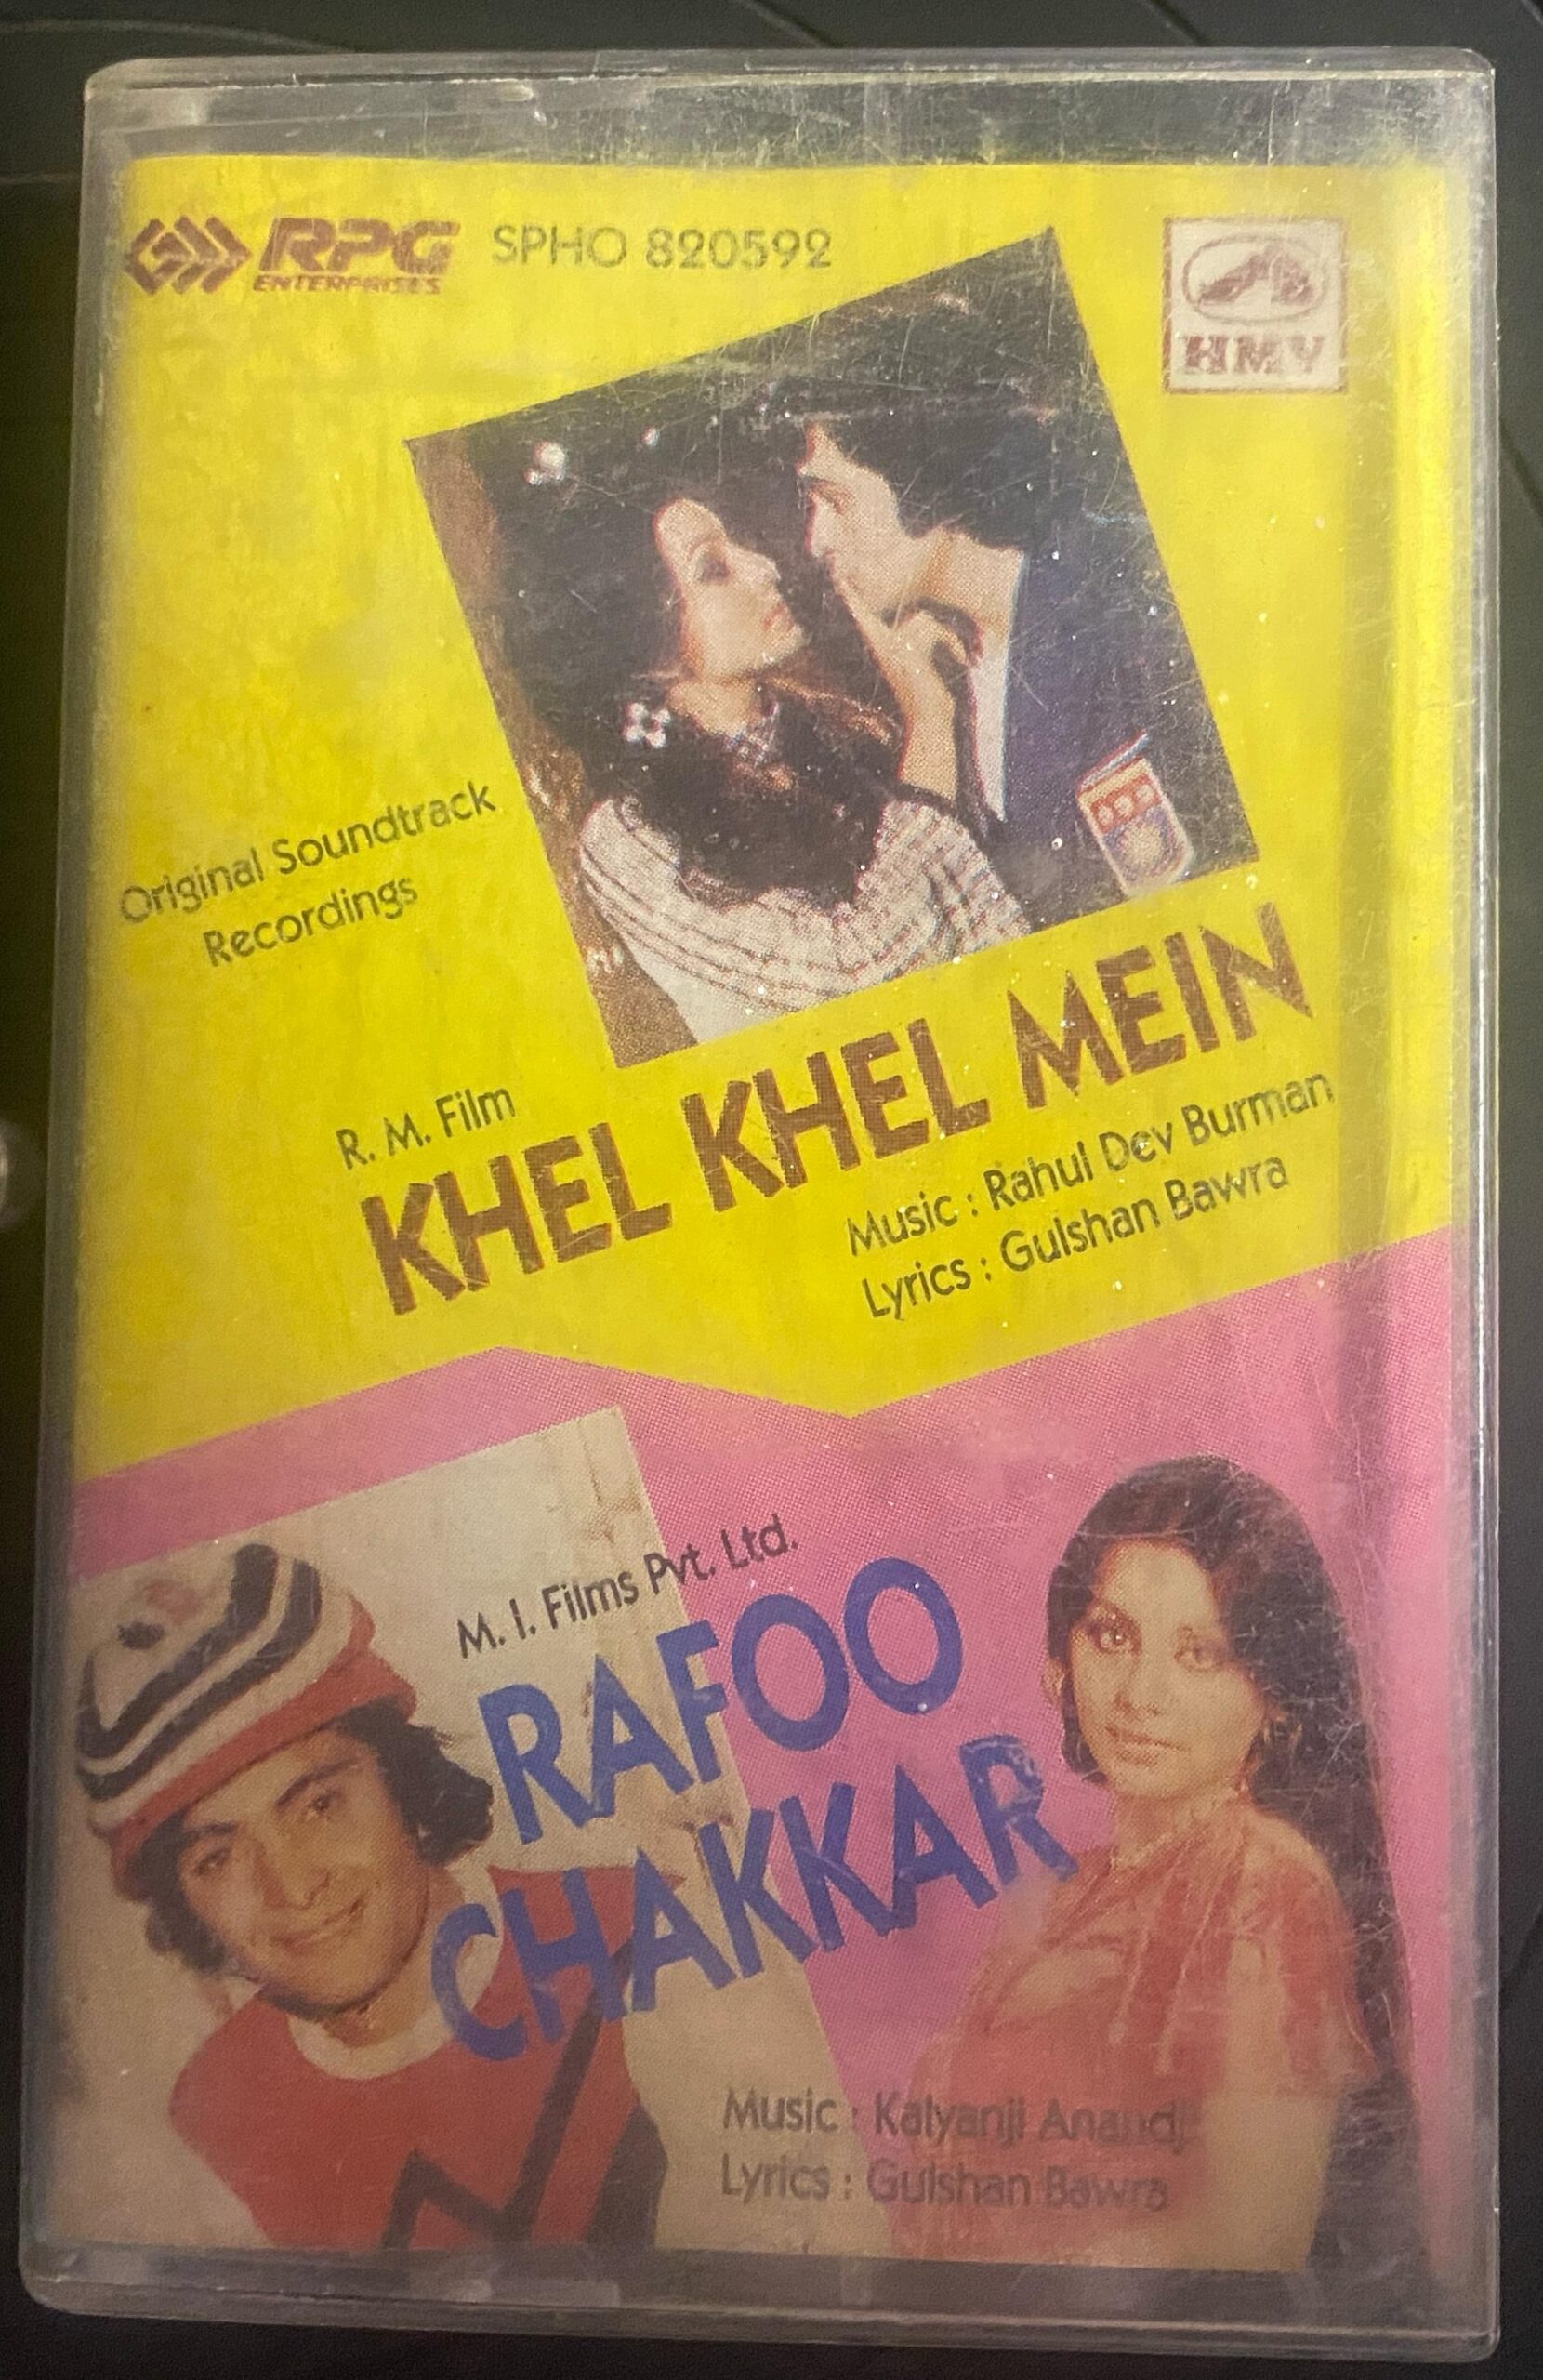 RPG
ENTERPRISES
SPHO 820592
HMV
Original Soundtrack
Recordings
R. M. Film
KHEL KHEL MEIN
Music : Rahul Dev Burman
Lyrics : Gulshan Bawra
M. I. Films Pvt. Ltd.
RAFOO
CHAKKAR
Music : Kalyanji Anandj
Lyrics : Gulshan Bawra